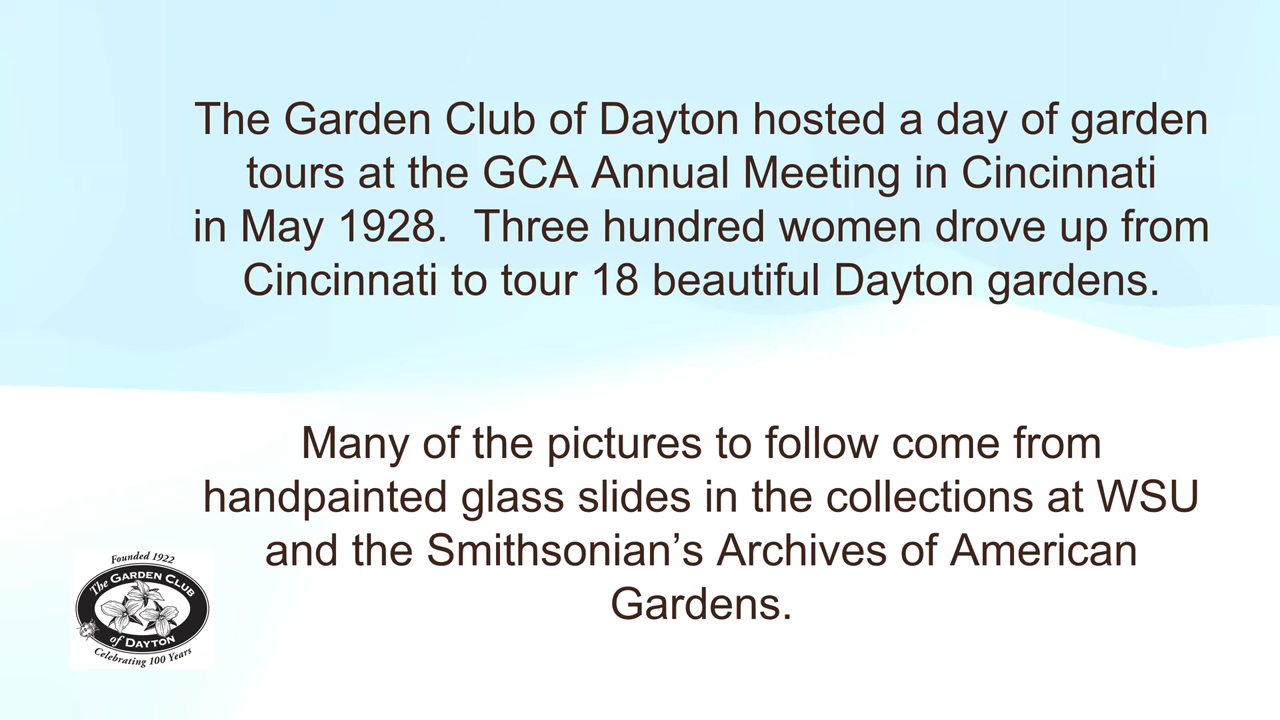 The Garden Club of Dayton hosted a day of garden
tours at the GCA Annual Meeting in Cincinnati
in May 1928.  Three hundred women drove up from
Cincinnati to tour 18 beautiful Dayton gardens.
Many of the pictures to follow come from
handpainted glass slides in the collections at WSU
and the Smithsonian’s Archives of American
Gardens.
Founded 1922
The Garden Club
of Dayton
Celebrating 100 Years